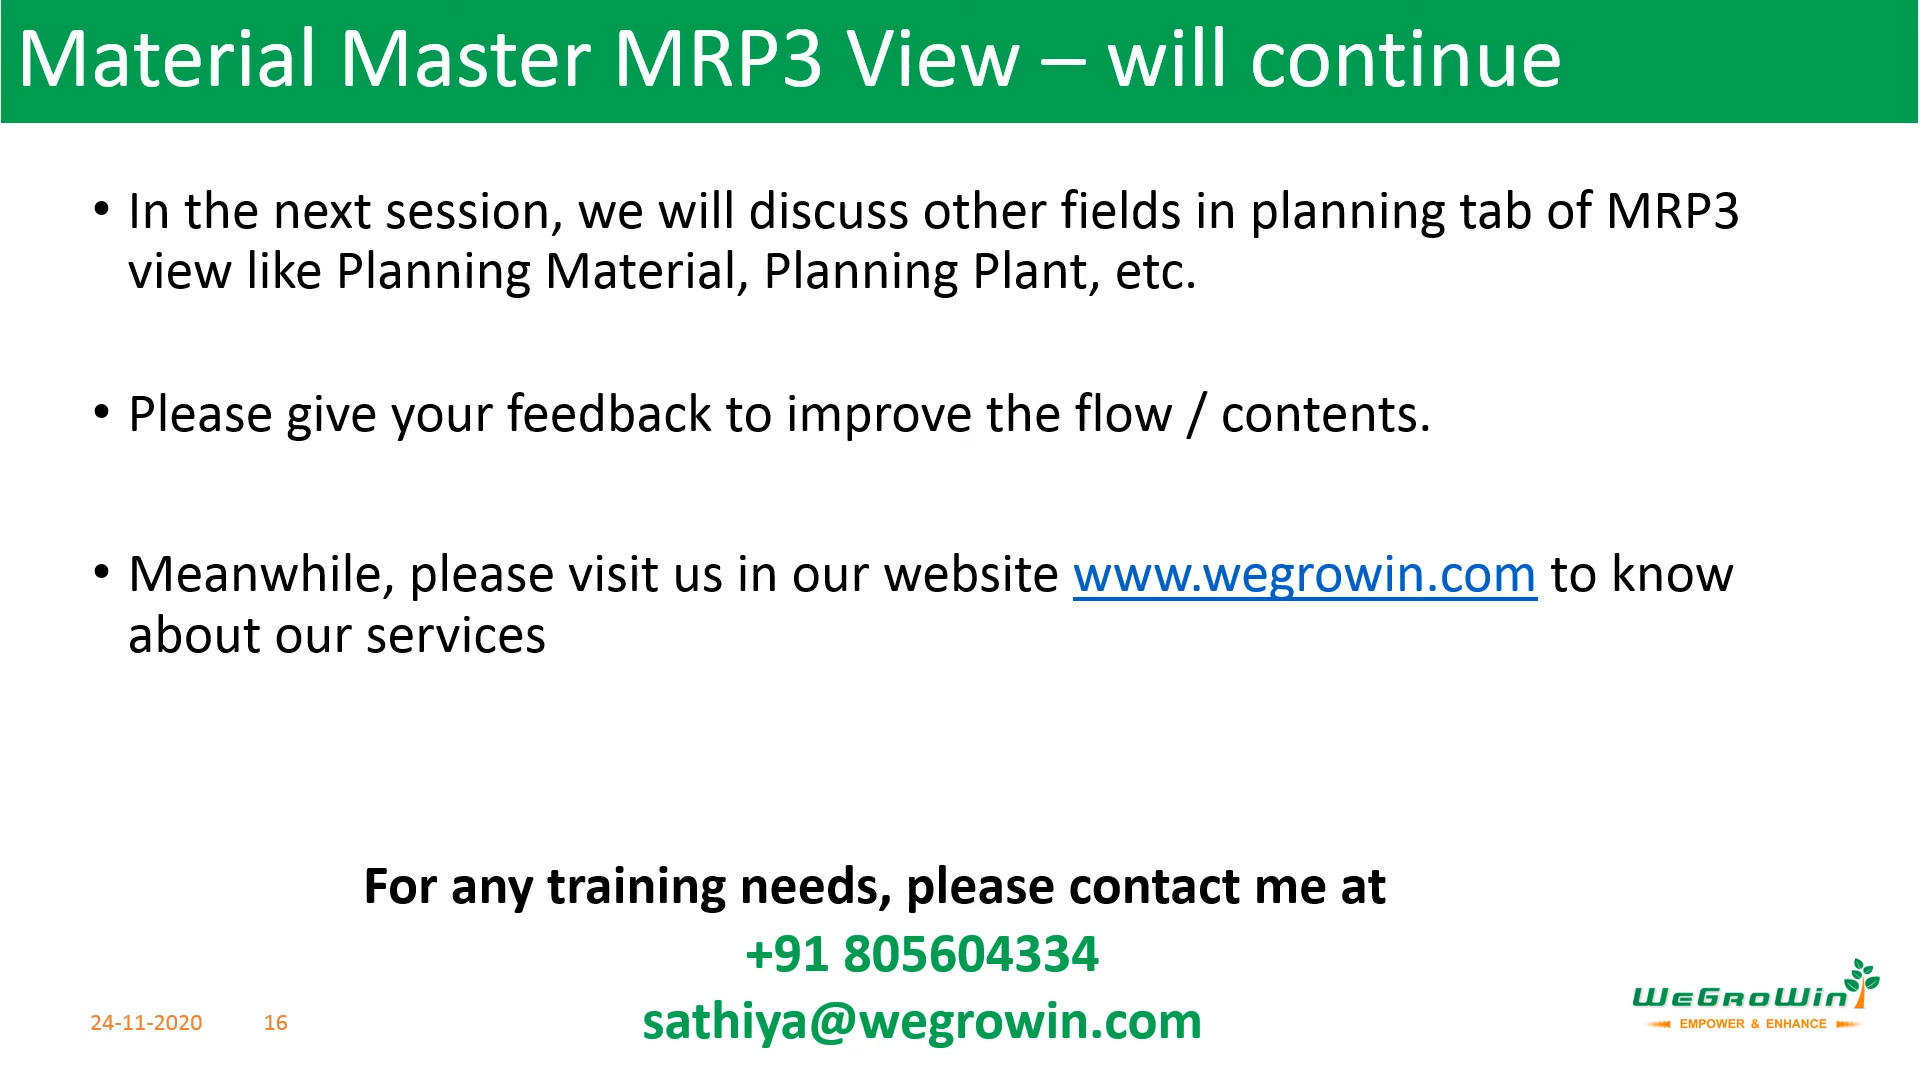 Material Master MRP3 View – will continue
• In the next session, we will discuss other fields in planning tab of MRP3
view like Planning Material, Planning Plant, etc.
• Please give your feedback to improve the flow / contents.
• Meanwhile, please visit us in our website www.wegrowin.com to know
about our services
For any training needs, please contact me at
+91 805604334
sathiya@wegrowin.com
24-11-2020 16
WeGroWin
EMPOWER & ENHANCE